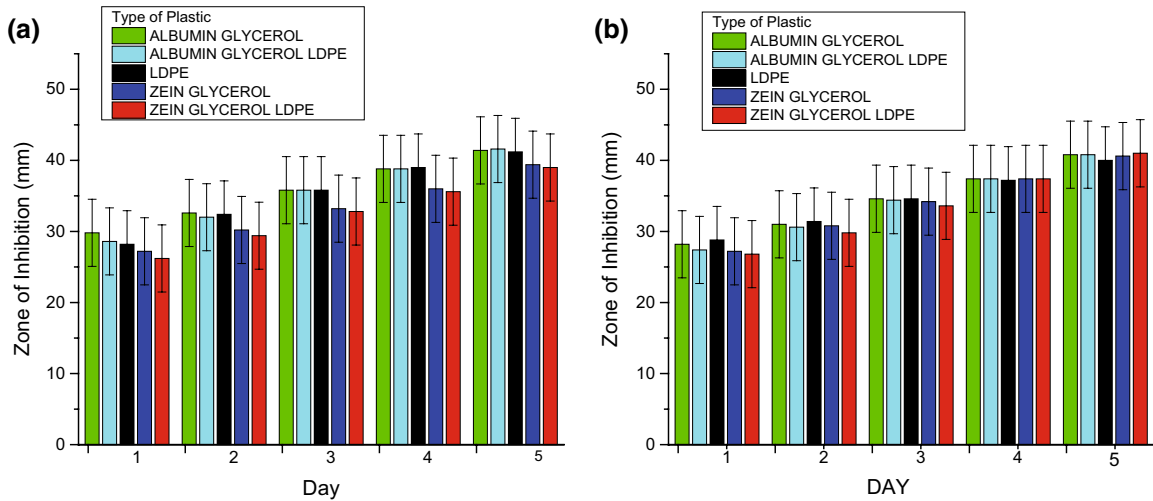 (a)
Type of Plastic
ALBUMIN GLYCEROL
ALBUMIN GLYCEROL LDPE
LDPE
ZEIN GLYCEROL
ZEIN GLYCEROL LDPE
Zone of Inhibition (mm)
50
40
30
20
10
0
1 2 3 4 5
Day
(b)
Type of Plastic
ALBUMIN GLYCEROL
ALBUMIN GLYCEROL LDPE
LDPE
ZEIN GLYCEROL
ZEIN GLYCEROL LDPE
Zone of Inhibition (mm)
50
40
30
20
10
0
1 2 3 4 5
DAY